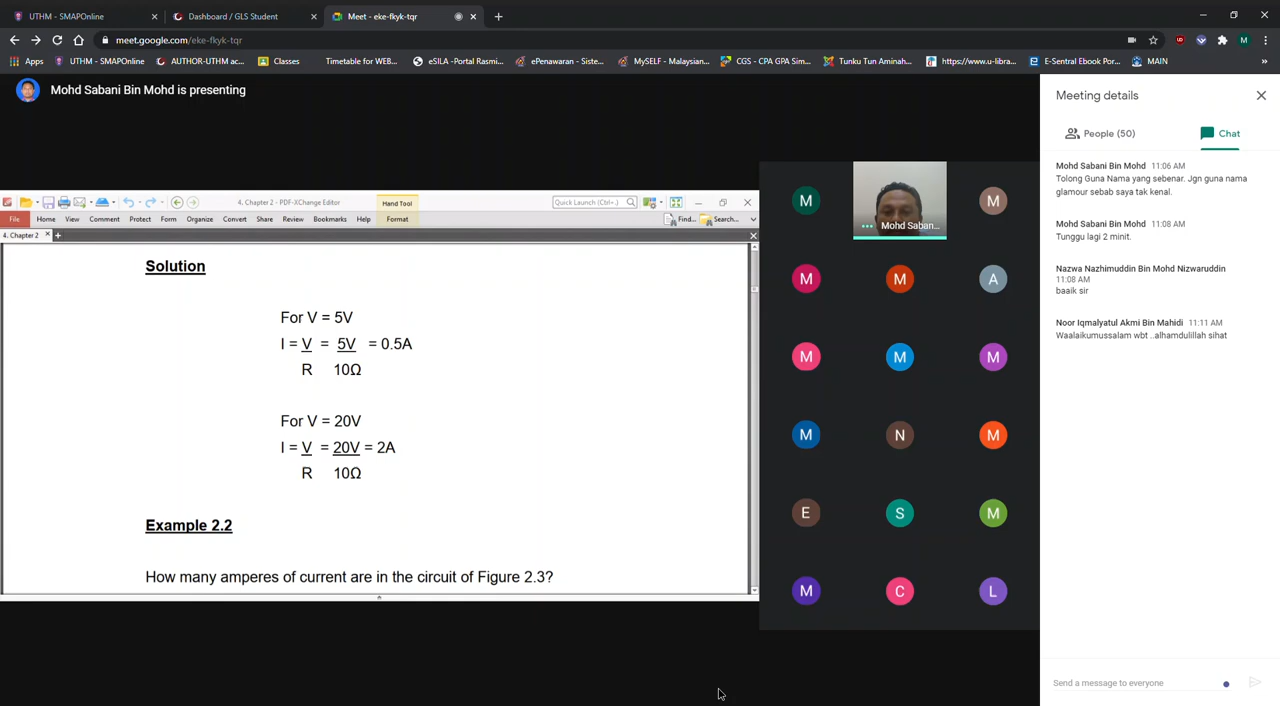 UTHM - SMAPOnline
Dashboard / GLS Student
Meet - eke-fkyk-tqr
meet.google.com/eke-fkyk-tqr
M
Apps
UTHM - SMAPOnline
AUTHOR-UTHM ac...
Classes
Timetable for WEB...
eSILA -Portal Rasmi...
ePenawaran - Siste...
MySELF - Malaysian...
CGS - CPA GPA Sim...
Tunku Tun Aminah...
https://www.u-libra...
E-Sentral Ebook Por...
MAIN
»
Mohd Sabani Bin Mohd is presenting
4. Chapter 2 - PDF-XChange Editor
Hand Tool
Quick Launch (Ctrl+.)
File
Home
View
Comment
Protect
Form
Organize
Convert
Share
Review
Bookmarks
Help
Format
Find...
Search...
4. Chapter 2
Solution
For V = 5V
I = V = 5V = 0.5A
R 10Ω
For V = 20V
I = V = 20V = 2A
R 10Ω
Example 2.2
How many amperes of current are in the circuit of Figure 2.3?
M
Mohd Saban...
M
M
M
A
M
M
M
M
N
M
E
S
M
M
C
L
Meeting details
People (50)
Chat
Mohd Sabani Bin Mohd 11:06 AM
Tolong Guna Nama yang sebenar. Jgn guna nama
glamour sebab saya tak kenal.
Mohd Sabani Bin Mohd 11:08 AM
Tunggu lagi 2 minit.
Nazwa Nazhimuddin Bin Mohd Nizwaruddin
11:08 AM
baaik sir
Noor Iqmalyatul Akmi Bin Mahidi 11:11 AM
Waalaikumussalam wbt ..alhamdulillah sihat
Send a message to everyone